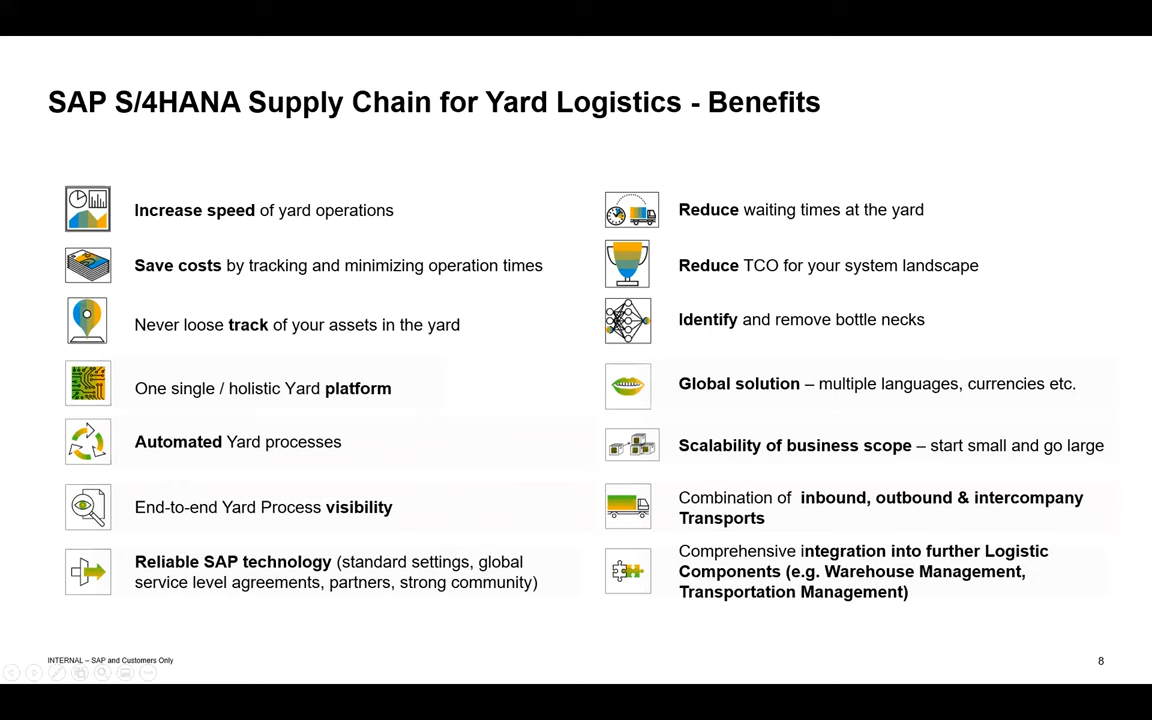 SAP S/4HANA Supply Chain for Yard Logistics - Benefits
Increase speed of yard operations
Save costs by tracking and minimizing operation times
Never loose track of your assets in the yard
One single / holistic Yard platform
Automated Yard processes
End-to-end Yard Process visibility
Reliable SAP technology (standard settings, global
service level agreements, partners, strong community)
Reduce waiting times at the yard
Reduce TCO for your system landscape
Identify and remove bottle necks
Global solution – multiple languages, currencies etc.
Scalability of business scope – start small and go large
Combination of inbound, outbound & intercompany
Transports
Comprehensive integration into further Logistic
Components (e.g. Warehouse Management,
Transportation Management)
INTERNAL – SAP and Customers Only
8